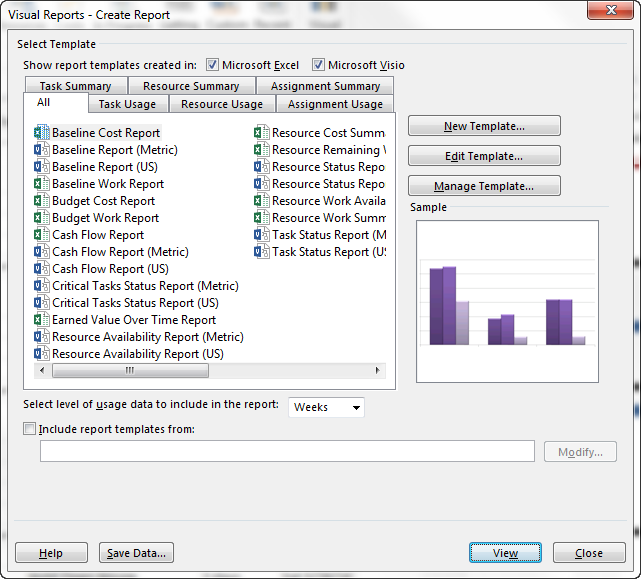 Visual Reports - Create Report
Select Template
Show report templates created in: Microsoft Excel Microsoft Visio
Task Summary Resource Summary Assignment Summary
All Task Usage Resource Usage Assignment Usage
Baseline Cost Report
Baseline Report (Metric)
Baseline Report (US)
Baseline Work Report
Budget Cost Report
Budget Work Report
Cash Flow Report
Cash Flow Report (Metric)
Cash Flow Report (US)
Critical Tasks Status Report (Metric)
Critical Tasks Status Report (US)
Earned Value Over Time Report
Resource Availability Report (Metric)
Resource Availability Report (US)
Resource Cost Summ
Resource Remaining
Resource Status Repo
Resource Status Repo
Resource Work Availa
Resource Work Summ
Task Status Report (M
Task Status Report (US
New Template...
Edit Template...
Manage Template...
Sample
Select level of usage data to include in the report: Weeks
Include report templates from:
Modify...
Help Save Data... View Close